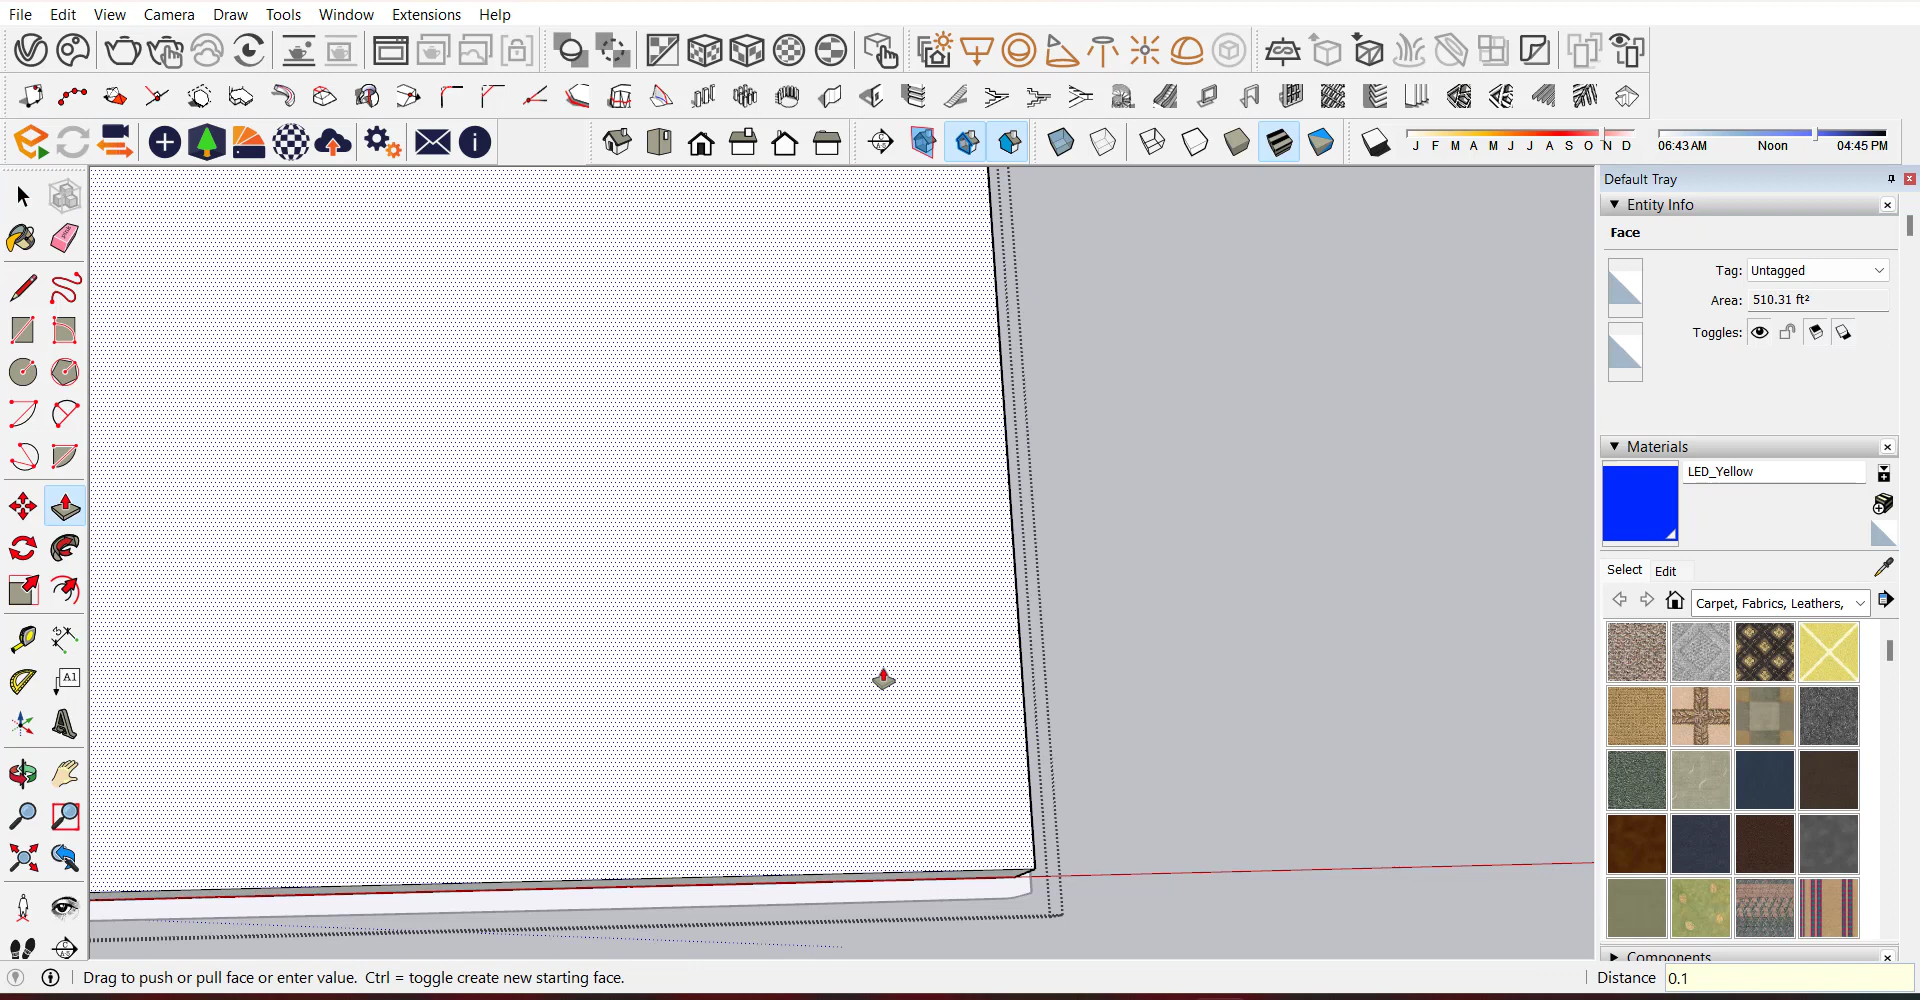 File Edit View Camera Draw Tools Window Extensions Help
J F M A M J J A S O N D 06:43 AM Noon 04:45 PM
Default Tray
Entity Info
Face
Tag: Untagged
Area: 510.31 ft²
Toggles:
Materials
LED_Yellow
Select Edit
Carpet, Fabrics, Leathers,
A1
Components
Drag to push or pull face or enter value. Ctrl = toggle create new starting face. Distance 0.1